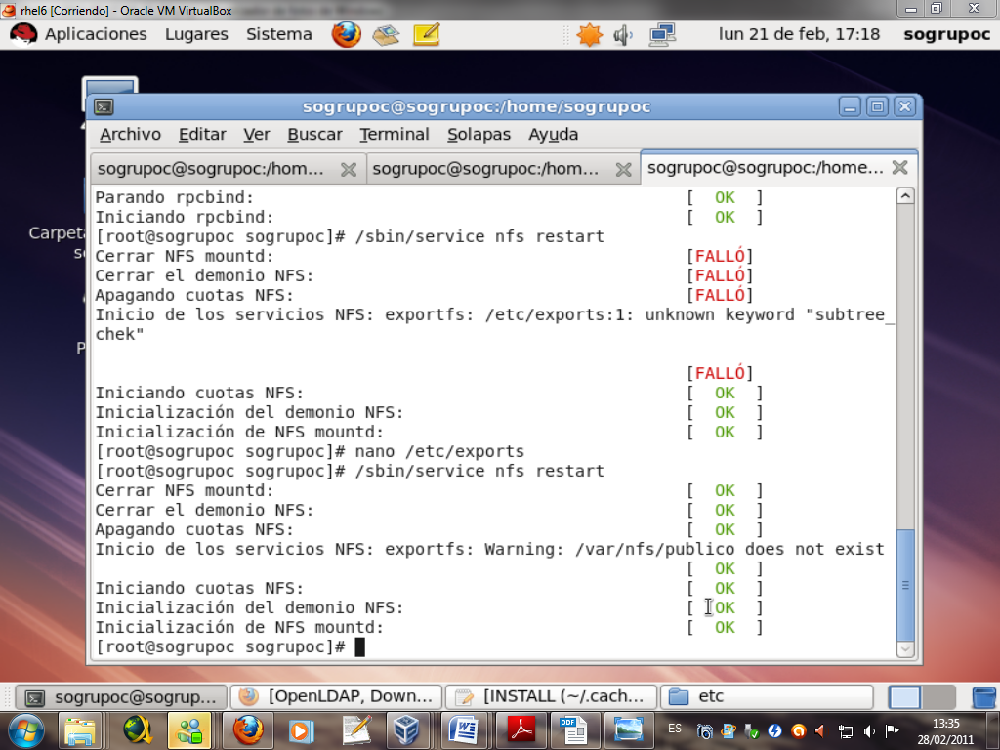 rhel6 [Corriendo] - Oracle VM VirtualBox
Aplicaciones Lugares Sistema lun 21 de feb, 17:18 sogrupoc
sogrupoc@sogrupoc:/home/sogrupoc
Archivo Editar Ver Buscar Terminal Solapas Ayuda
sogrupoc@sogrupoc:/hom... sogrupoc@sogrupoc:/hom... sogrupoc@sogrupoc:/home...
Carpeta
Parando rpcbind: [ OK ]
Iniciando rpcbind: [ OK ]
[root@sogrupoc sogrupoc]# /sbin/service nfs restart
Cerrar NFS mountd: [FALLÓ]
Cerrar el demonio NFS: [FALLÓ]
Apagando cuotas NFS: [FALLÓ]
Inicio de los servicios NFS: exportfs: /etc/exports:1: unknown keyword "subtree_
chek"
[FALLÓ]
Iniciando cuotas NFS: [ OK ]
Inicialización del demonio NFS: [ OK ]
Inicialización de NFS mountd: [ OK ]
[root@sogrupoc sogrupoc]# nano /etc/exports
[root@sogrupoc sogrupoc]# /sbin/service nfs restart
Cerrar NFS mountd: [ OK ]
Cerrar el demonio NFS: [ OK ]
Apagando cuotas NFS: [ OK ]
Inicio de los servicios NFS: exportfs: Warning: /var/nfs/publico does not exist
[ OK ]
Iniciando cuotas NFS: [ OK ]
Inicialización del demonio NFS: [ OK ]
Inicialización de NFS mountd: [ OK ]
[root@sogrupoc sogrupoc]#
sogrupoc@sogrup... [OpenLDAP, Down... [INSTALL (~/.cach... etc
ES 13:35
28/02/2011